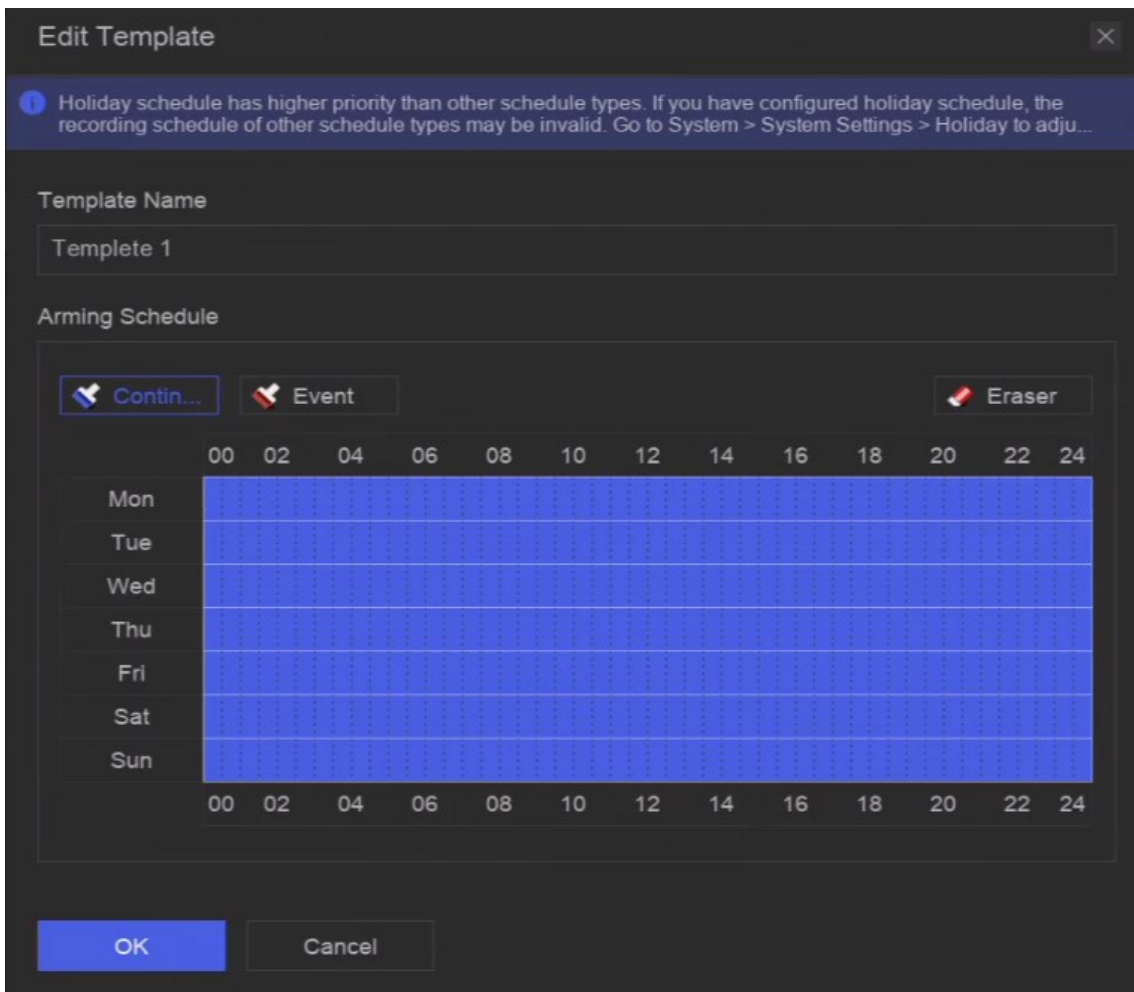 Edit Template
Holiday schedule has higher priority than other schedule types. If you have configured holiday schedule, the
recording schedule of other schedule types may be invalid. Go to System > System Settings > Holiday to adju...
Template Name
Templete 1
Arming Schedule
Contin... Event Eraser
00 02 04 06 08 10 12 14 16 18 20 22 24
Mon
Tue
Wed
Thu
Fri
Sat
Sun
00 02 04 06 08 10 12 14 16 18 20 22 24
OK Cancel